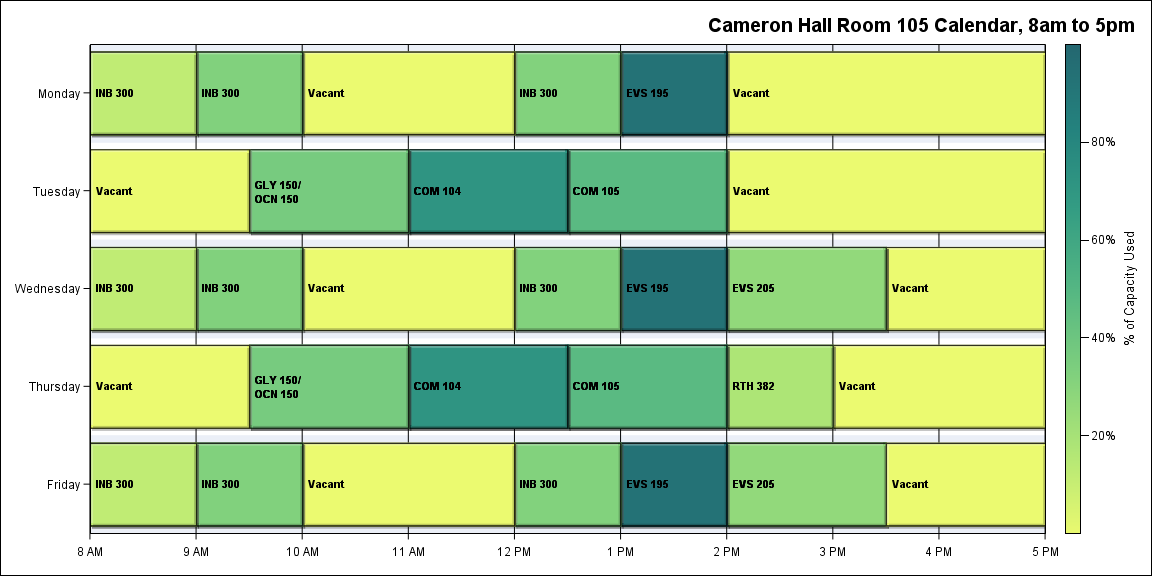 Cameron Hall Room 105 Calendar, 8am to 5pm
Monday
INB 300
INB 300
Vacant
INB 300
EVS 195
Vacant
Tuesday
Vacant
GLY 150/
OCN 150
COM 104
COM 105
Vacant
Wednesday
INB 300
INB 300
Vacant
INB 300
EVS 195
EVS 205
Vacant
Thursday
Vacant
GLY 150/
OCN 150
COM 104
COM 105
RTH 382
Vacant
Friday
INB 300
INB 300
Vacant
INB 300
EVS 195
EVS 205
Vacant
8 AM
9 AM
10 AM
11 AM
12 PM
1 PM
2 PM
3 PM
4 PM
5 PM
80%
60%
40%
20%
% of Capacity Used